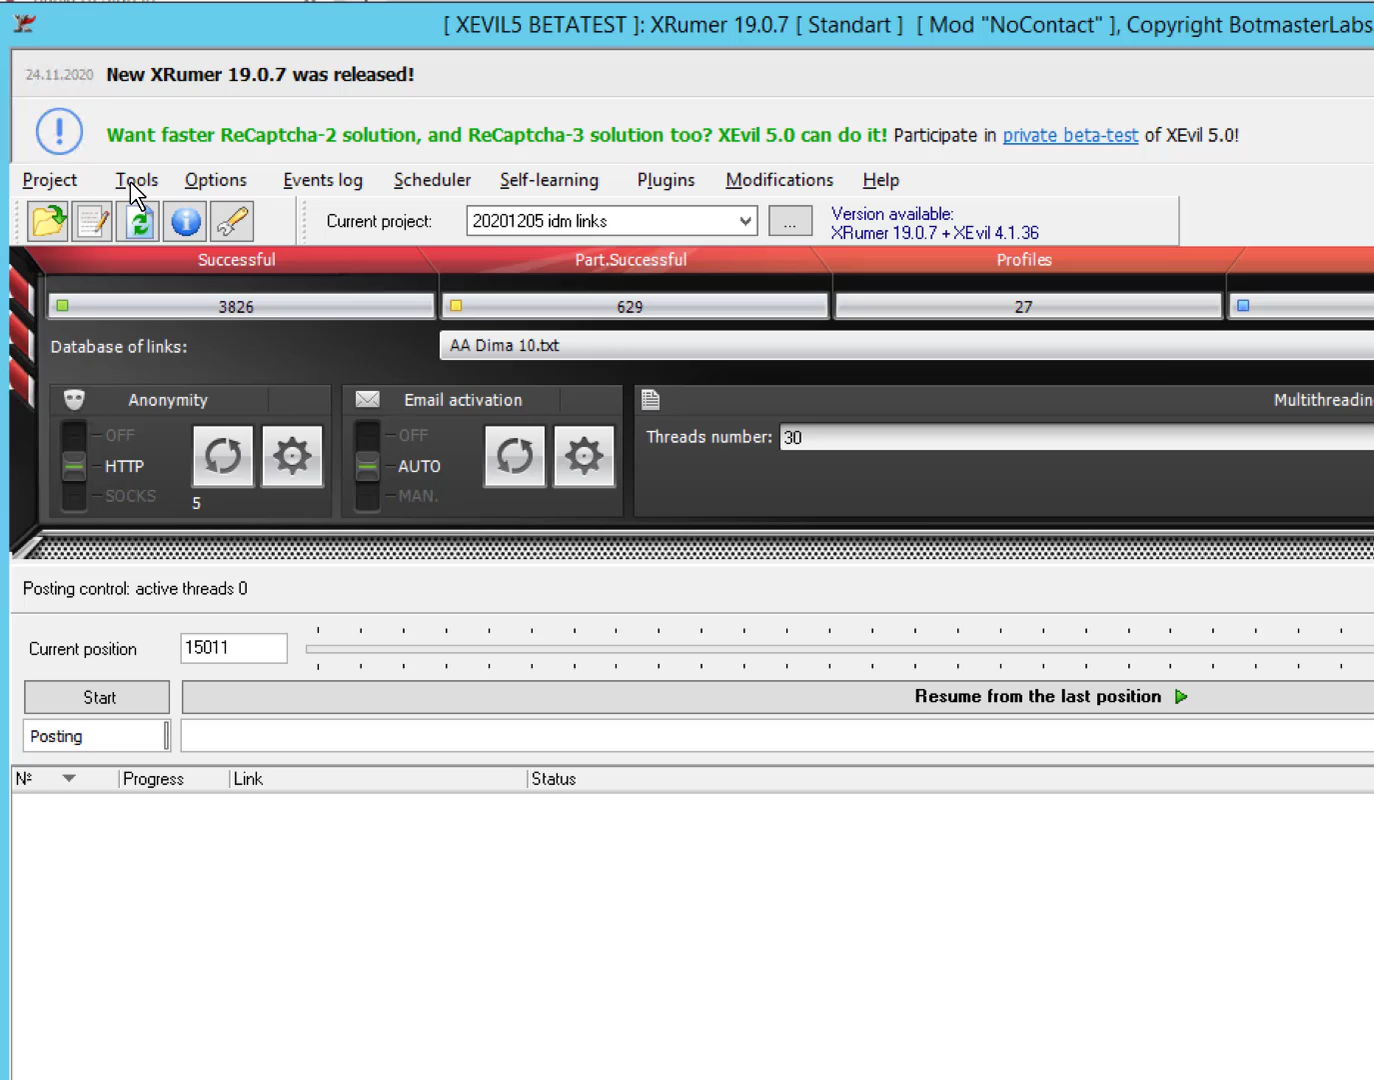 [ XEVIL5 BETATEST ]: XRumer 19.0.7 [ Standart ]  [ Mod "NoContact" ], Copyright BotmasterLabs
24.11.2020 New XRumer 19.0.7 was released!
Want faster ReCaptcha-2 solution, and ReCaptcha-3 solution too? XEvil 5.0 can do it! Participate in private beta-test of XEvil 5.0!
Project Tools Options Events log Scheduler Self-learning Plugins Modifications Help
Current project: 20201205 idm links ... Version available:
XRumer 19.0.7 + XEvil 4.1.36
Successful Part.Successful Profiles
3826 629 27
Database of links: AA Dima 10.txt
Anonymity Email activation Multithreadin
OFF OFF Threads number: 30
HTTP AUTO
SOCKS 5 MAN.
Posting control: active threads 0
Current position 15011
Start Resume from the last position
Posting
№ Progress Link Status